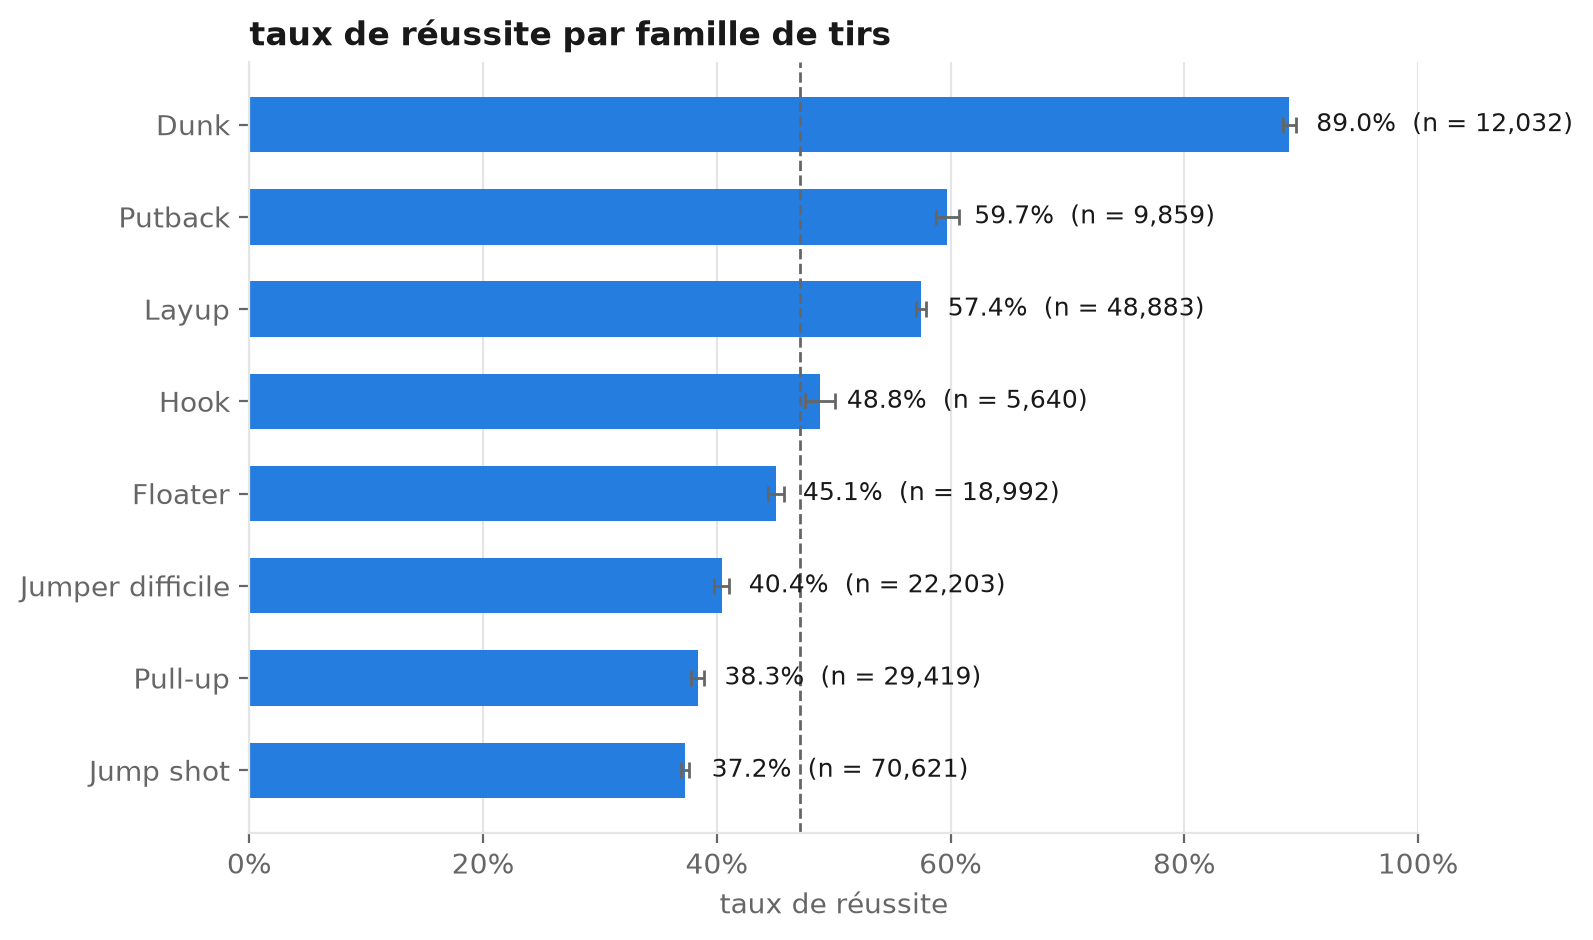 taux de réussite par famille de tirs
Dunk 89.0% (n = 12,032)
Putback 59.7% (n = 9,859)
Layup 57.4% (n = 48,883)
Hook 48.8% (n = 5,640)
Floater 45.1% (n = 18,992)
Jumper difficile 40.4% (n = 22,203)
Pull-up 38.3% (n = 29,419)
Jump shot 37.2% (n = 70,621)
0% 20% 40% 60% 80% 100%
taux de réussite